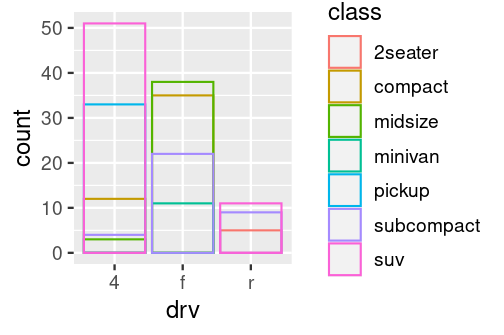 class
2seater
compact
midsize
minivan
pickup
subcompact
suv
count
50
40
30
20
10
0
4 f r
drv